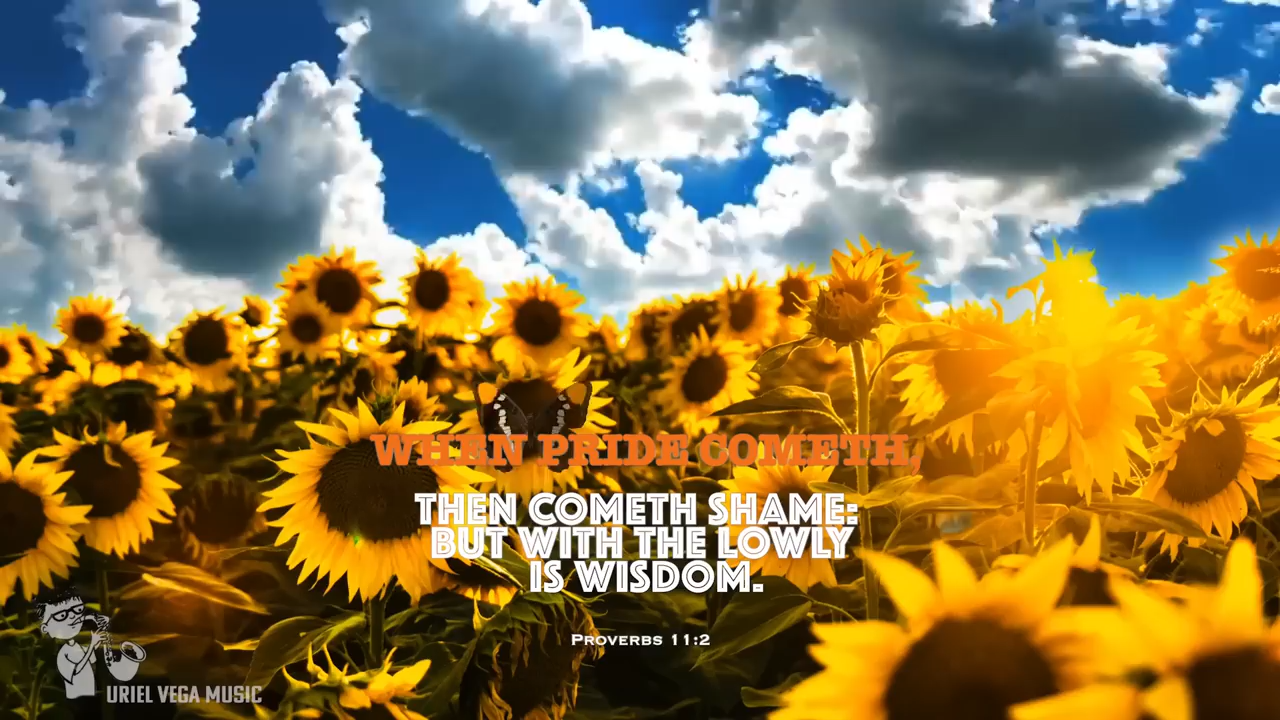 WHEN PRIDE COMETH,
THEN COMETH SHAME:
BUT WITH THE LOWLY
IS WISDOM.
PROVERBS 11:2
URIEL VEGA MUSIC